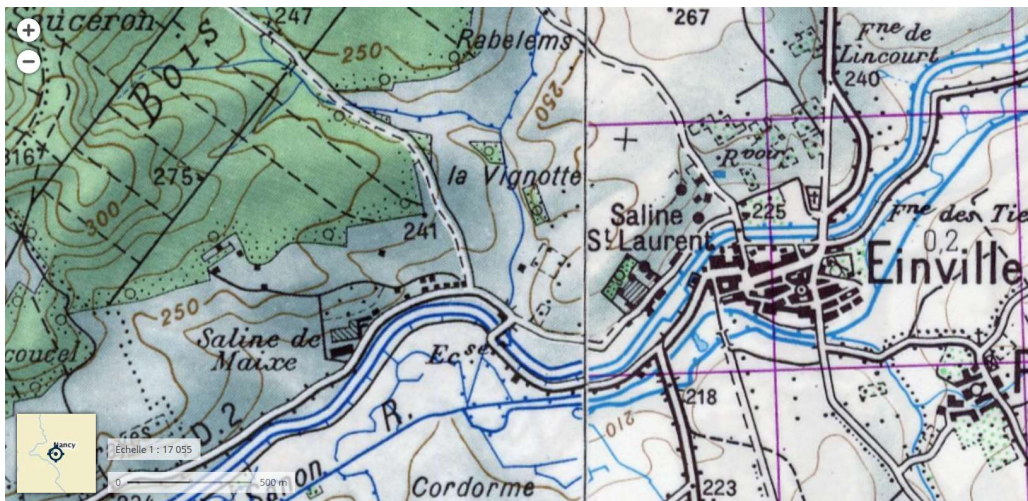 247
267
250
Rabelems
Fne de
Lincourt
240
Bois
250
316
275
la Vignotte
Rvoir
300
241
Saline
St Laurent
225
Fne des
0,2
Einville
250
Saline de
Maixe
Ecse
D 2
R.
218
210
Cordorme
223
Nancy
Échelle 1 : 17 055
0
500 m